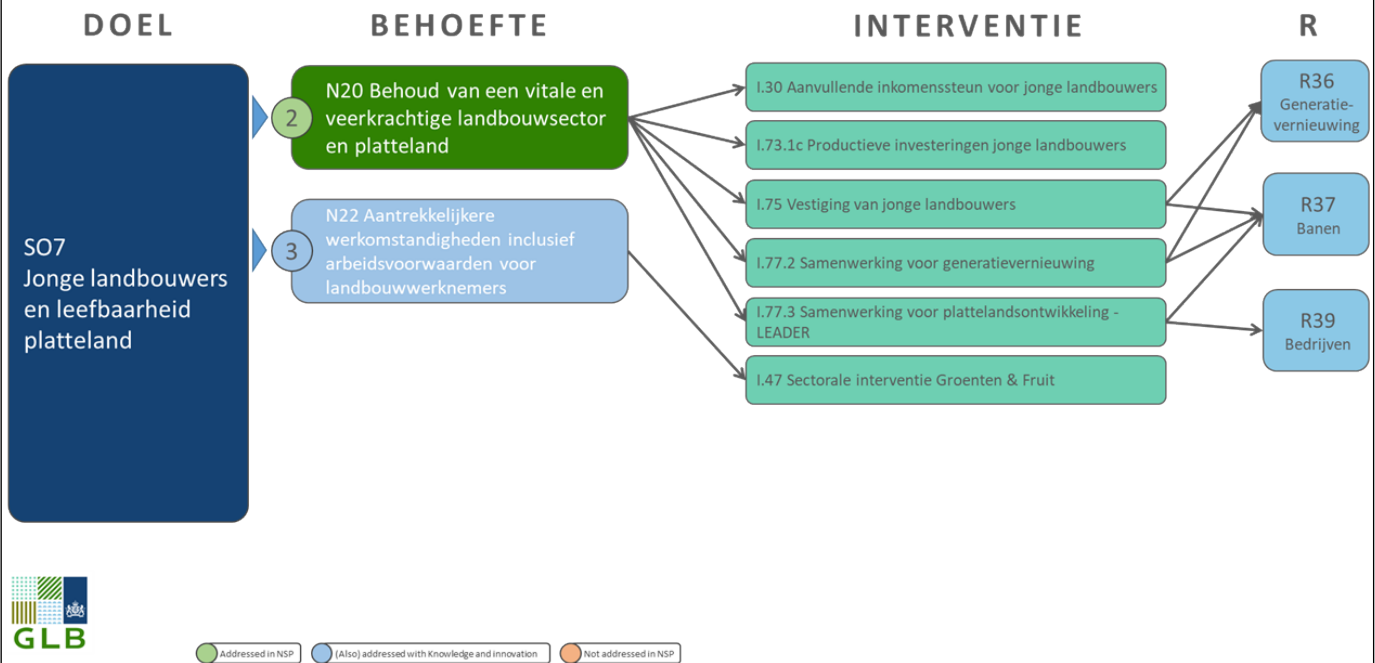 DOEL
BEHOEFTE
INTERVENTIE
R
SO7
Jonge landbouwers
en leefbaarheid
platteland
2
N20 Behoud van een vitale en
veerkrachtige landbouwsector
en platteland
3
N22 Aantrekkelijkere
werkomstandigheden inclusief
arbeidsvoorwaarden voor
landbouwwerknemers
I.30 Aanvullende inkomenssteun voor jonge landbouwers
I.73.1c Productieve investeringen jonge landbouwers
I.75 Vestiging van jonge landbouwers
I.77.2 Samenwerking voor generatievernieuwing
I.77.3 Samenwerking voor plattelandsontwikkeling -
LEADER
I.47 Sectorale interventie Groenten & Fruit
R36
Generatie-
vernieuwing
R37
Banen
R39
Bedrijven
GLB
Addressed in NSP
(Also) addressed with Knowledge and innovation
Not addressed in NSP